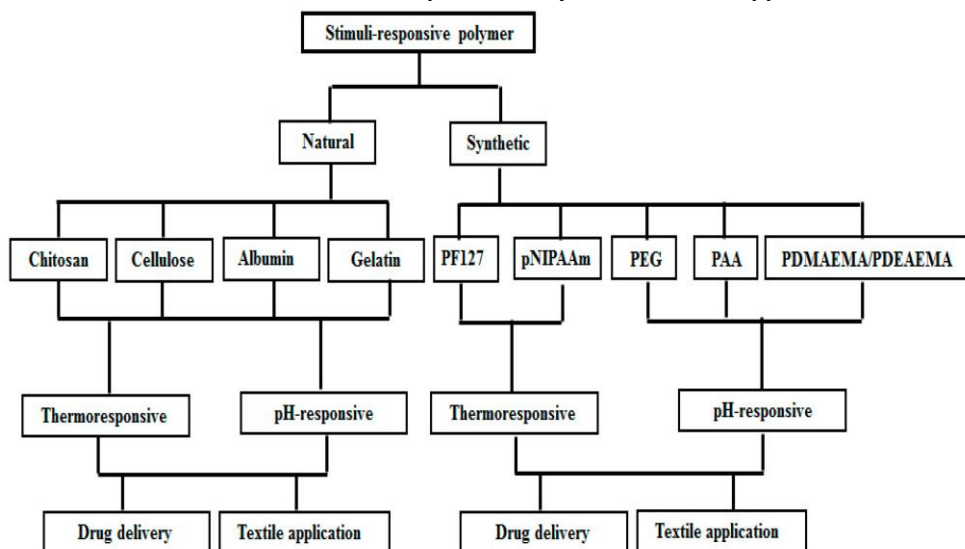 Stimuli-responsive polymer
Natural
Synthetic
Chitosan
Cellulose
Albumin
Gelatin
PF127
pNIPAAm
PEG
PAA
PDMAEMA/PDEAEMA
Thermoresponsive
pH-responsive
Thermoresponsive
pH-responsive
Drug delivery
Textile application
Drug delivery
Textile application